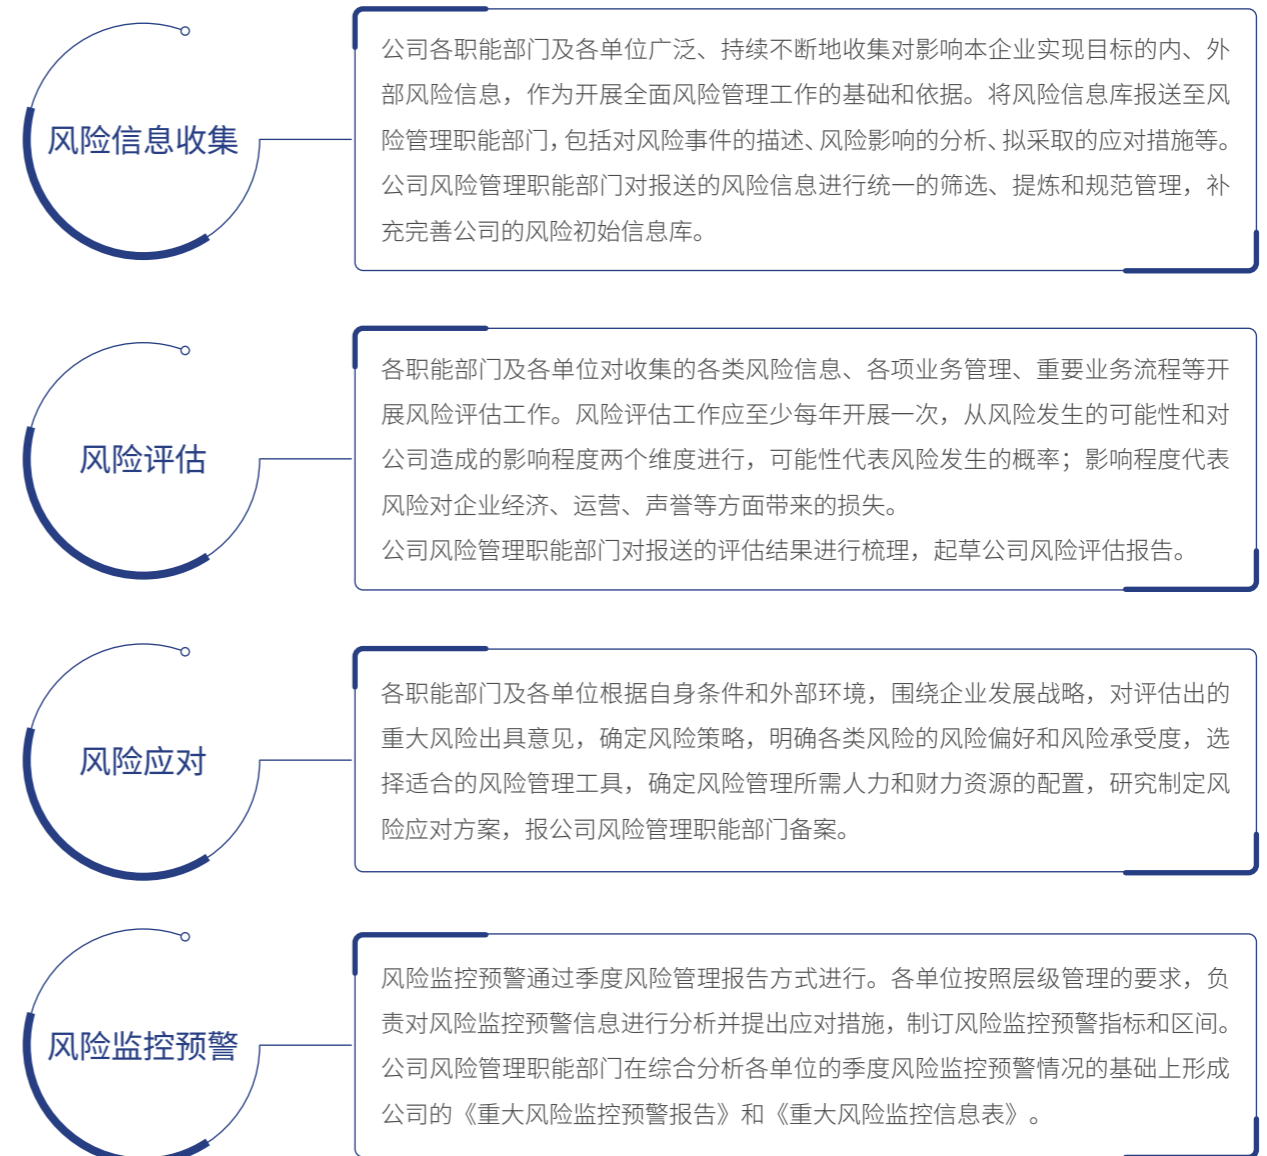 风险信息收集
公司各职能部门及各单位广泛、持续不断地收集对影响本企业实现目标的内、外
部风险信息，作为开展全面风险管理工作的基础和依据。将风险信息库报送至风
险管理职能部门，包括对风险事件的描述、风险影响的分析、拟采取的应对措施等。
公司风险管理职能部门对报送的风险信息进行统一的筛选、提炼和规范管理，补
充完善公司的风险初始信息库。
风险评估
各职能部门及各单位对收集的各类风险信息、各项业务管理、重要业务流程等开
展风险评估工作。风险评估工作应至少每年开展一次，从风险发生的可能性和对
公司造成的影响程度两个维度进行，可能性代表风险发生的概率；影响程度代表
风险对企业经济、运营、声誉等方面带来的损失。
公司风险管理职能部门对报送的评估结果进行梳理，起草公司风险评估报告。
风险应对
各职能部门及各单位根据自身条件和外部环境，围绕企业发展战略，对评估出的
重大风险出具意见，确定风险策略，明确各类风险的风险偏好和风险承受度，选
择适合的风险管理工具，确定风险管理所需人力和财力资源的配置，研究制定风
险应对方案，报公司风险管理职能部门备案。
风险监控预警
风险监控预警通过季度风险管理报告方式进行。各单位按照层级管理的要求，负
责对风险监控预警信息进行分析并提出应对措施，制订风险监控预警指标和区间。
公司风险管理职能部门在综合分析各单位的季度风险监控预警情况的基础上形成
公司的《重大风险监控预警报告》和《重大风险监控信息表》。